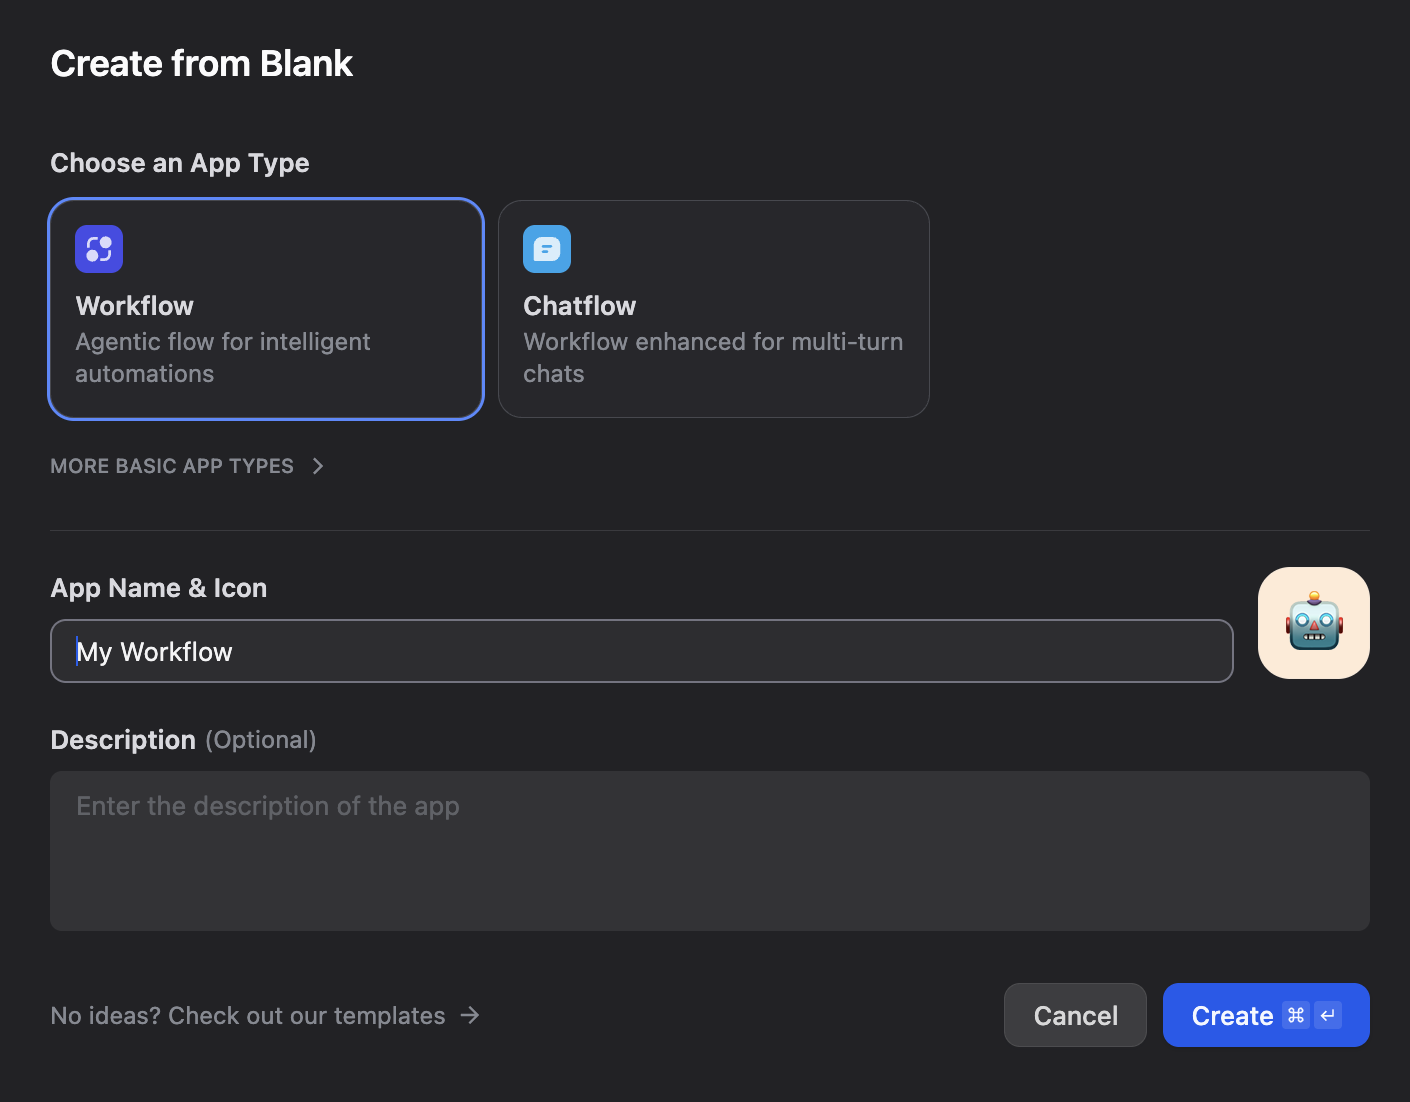 Create from Blank
Choose an App Type
Workflow
Agentic flow for intelligent
automations
Chatflow
Workflow enhanced for multi-turn
chats
MORE BASIC APP TYPES
App Name & Icon
My Workflow
Description (Optional)
Enter the description of the app
No ideas? Check out our templates →
Cancel
Create ⌘ ↵